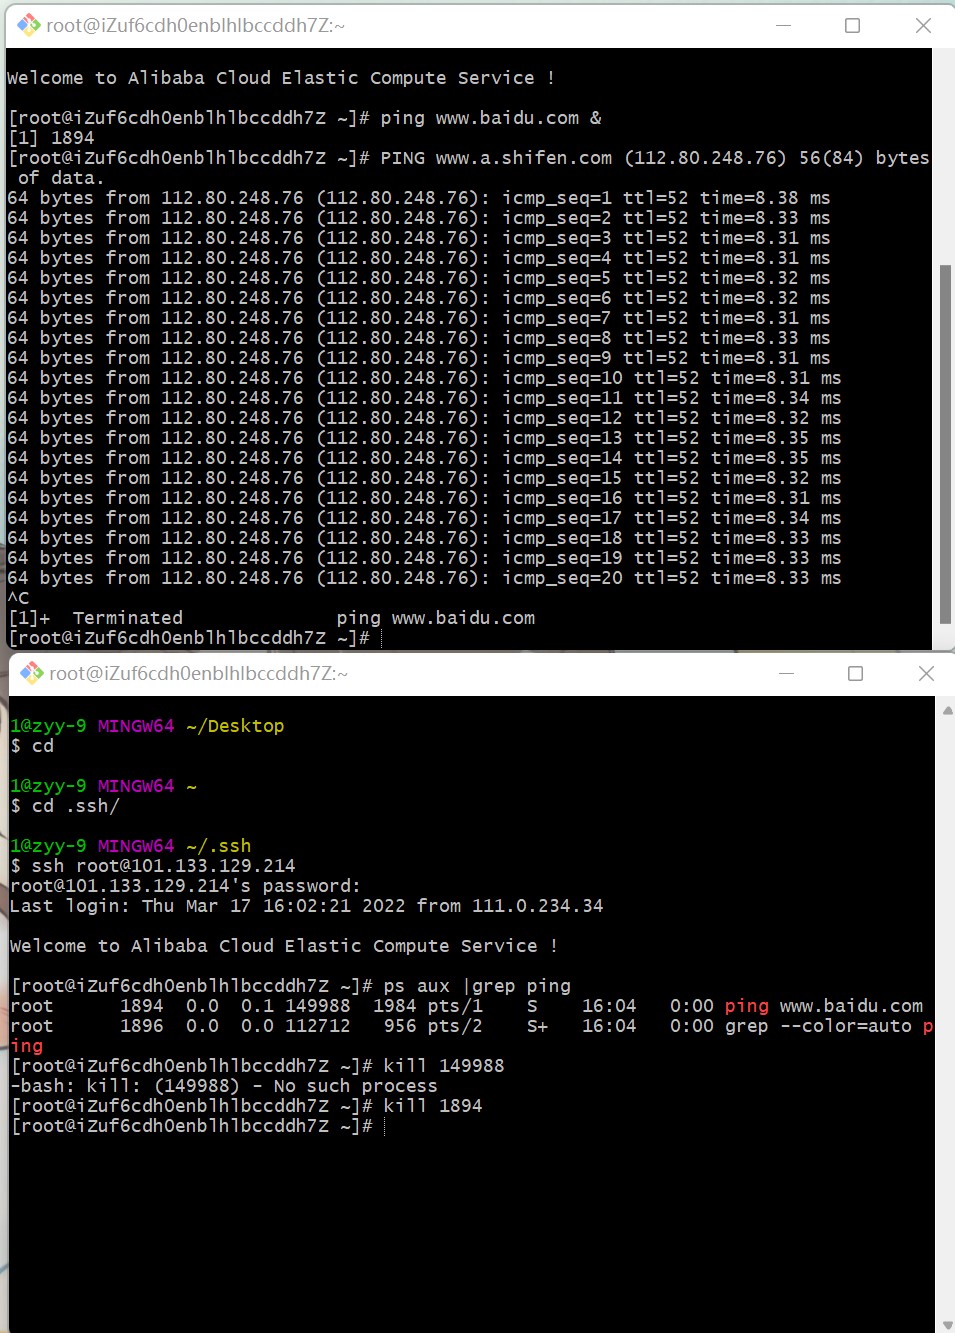 root@iZuf6cdh0enblhlbccddh7Z:~
Welcome to Alibaba Cloud Elastic Compute Service !
[root@iZuf6cdh0enblhlbccddh7Z ~]# ping www.baidu.com &
[1] 1894
[root@iZuf6cdh0enblhlbccddh7Z ~]# PING www.a.shifen.com (112.80.248.76) 56(84) bytes
of data.
64 bytes from 112.80.248.76 (112.80.248.76): icmp_seq=1 ttl=52 time=8.38 ms
64 bytes from 112.80.248.76 (112.80.248.76): icmp_seq=2 ttl=52 time=8.33 ms
64 bytes from 112.80.248.76 (112.80.248.76): icmp_seq=3 ttl=52 time=8.31 ms
64 bytes from 112.80.248.76 (112.80.248.76): icmp_seq=4 ttl=52 time=8.31 ms
64 bytes from 112.80.248.76 (112.80.248.76): icmp_seq=5 ttl=52 time=8.32 ms
64 bytes from 112.80.248.76 (112.80.248.76): icmp_seq=6 ttl=52 time=8.32 ms
64 bytes from 112.80.248.76 (112.80.248.76): icmp_seq=7 ttl=52 time=8.31 ms
64 bytes from 112.80.248.76 (112.80.248.76): icmp_seq=8 ttl=52 time=8.33 ms
64 bytes from 112.80.248.76 (112.80.248.76): icmp_seq=9 ttl=52 time=8.31 ms
64 bytes from 112.80.248.76 (112.80.248.76): icmp_seq=10 ttl=52 time=8.31 ms
64 bytes from 112.80.248.76 (112.80.248.76): icmp_seq=11 ttl=52 time=8.34 ms
64 bytes from 112.80.248.76 (112.80.248.76): icmp_seq=12 ttl=52 time=8.32 ms
64 bytes from 112.80.248.76 (112.80.248.76): icmp_seq=13 ttl=52 time=8.35 ms
64 bytes from 112.80.248.76 (112.80.248.76): icmp_seq=14 ttl=52 time=8.35 ms
64 bytes from 112.80.248.76 (112.80.248.76): icmp_seq=15 ttl=52 time=8.32 ms
64 bytes from 112.80.248.76 (112.80.248.76): icmp_seq=16 ttl=52 time=8.31 ms
64 bytes from 112.80.248.76 (112.80.248.76): icmp_seq=17 ttl=52 time=8.34 ms
64 bytes from 112.80.248.76 (112.80.248.76): icmp_seq=18 ttl=52 time=8.33 ms
64 bytes from 112.80.248.76 (112.80.248.76): icmp_seq=19 ttl=52 time=8.33 ms
64 bytes from 112.80.248.76 (112.80.248.76): icmp_seq=20 ttl=52 time=8.33 ms
^C
[1]+  Terminated              ping www.baidu.com
[root@iZuf6cdh0enblhlbccddh7Z ~]#
root@iZuf6cdh0enblhlbccddh7Z:~
1@zyy-9 MINGW64 ~/Desktop
$ cd
1@zyy-9 MINGW64 ~
$ cd .ssh/
1@zyy-9 MINGW64 ~/.ssh
$ ssh root@101.133.129.214
root@101.133.129.214's password:
Last login: Thu Mar 17 16:02:21 2022 from 111.0.234.34
Welcome to Alibaba Cloud Elastic Compute Service !
[root@iZuf6cdh0enblhlbccddh7Z ~]# ps aux |grep ping
root      1894  0.0  0.1 149988  1984 pts/1    S    16:04   0:00 ping www.baidu.com
root      1896  0.0  0.0 112712   956 pts/2    S+   16:04   0:00 grep --color=auto p
ing
[root@iZuf6cdh0enblhlbccddh7Z ~]# kill 149988
-bash: kill: (149988) - No such process
[root@iZuf6cdh0enblhlbccddh7Z ~]# kill 1894
[root@iZuf6cdh0enblhlbccddh7Z ~]#